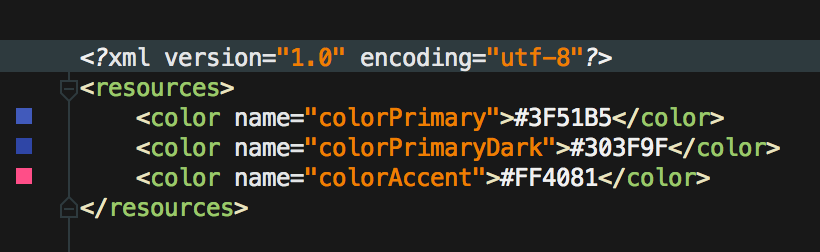 <?xml version="1.0" encoding="utf-8"?>
<resources>
    <color name="colorPrimary">#3F51B5</color>
    <color name="colorPrimaryDark">#303F9F</color>
    <color name="colorAccent">#FF4081</color>
</resources>